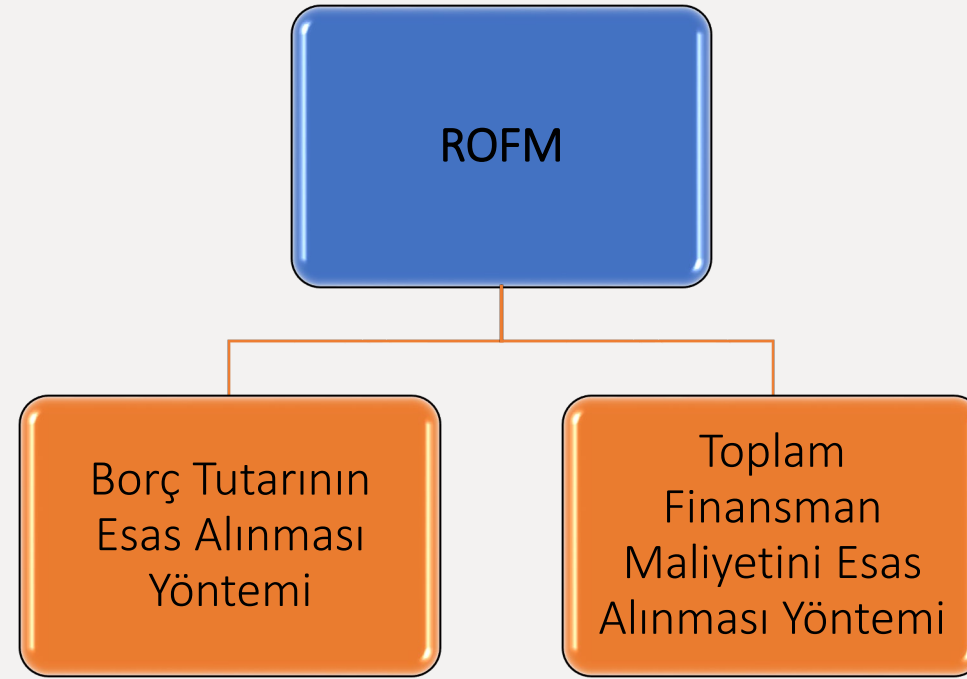 ROFM
Borç Tutarının
Esas Alınması
Yöntemi
Toplam
Finansman
Maliyetini Esas
Alınması Yöntemi